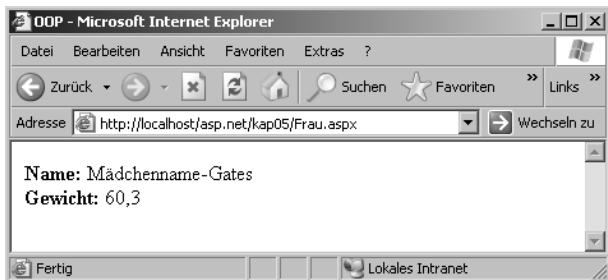 OOP - Microsoft Internet Explorer
Datei Bearbeiten Ansicht Favoriten Extras ?
Zurück Suchen Favoriten » Links »
Adresse http://localhost/asp.net/kap05/Frau.aspx Wechseln zu
Name: Mädchenname-Gates
Gewicht: 60,3
Fertig Lokales Intranet